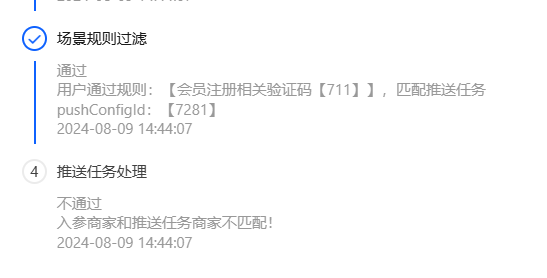 场景规则过滤
通过
用户通过规则：【会员注册相关验证码【711】】，匹配推送任务
pushConfigId：【7281】
2024-08-09 14:44:07
4 推送任务处理
不通过
入参商家和推送任务商家不匹配！
2024-08-09 14:44:07